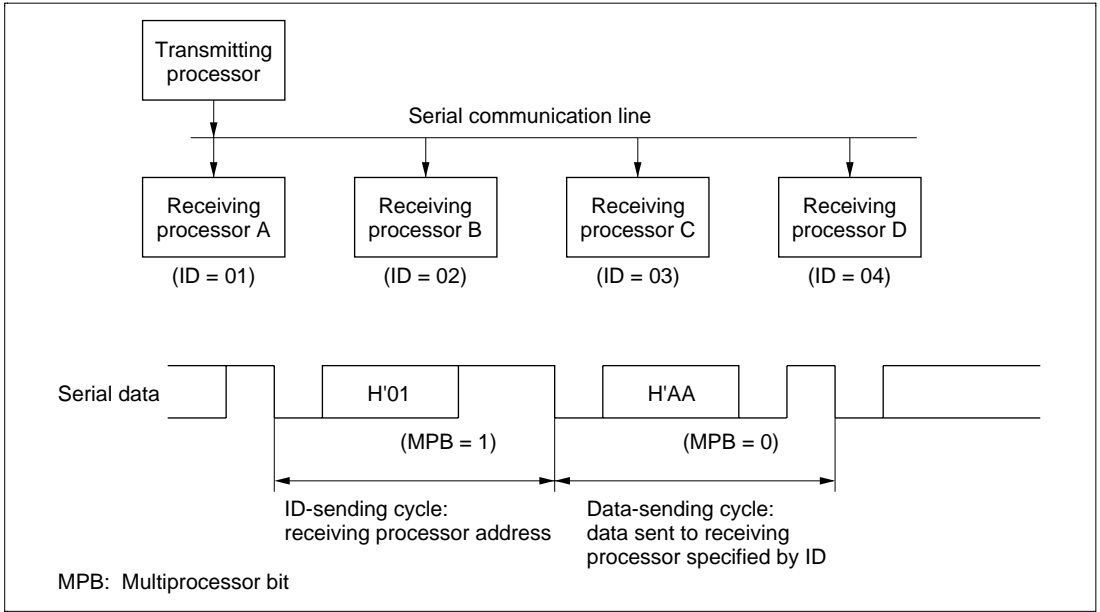 Transmitting
processor
Serial communication line
Receiving
processor A
Receiving
processor B
Receiving
processor C
Receiving
processor D
(ID = 01)
(ID = 02)
(ID = 03)
(ID = 04)
Serial data
H'01
H'AA
(MPB = 1)
(MPB = 0)
ID-sending cycle:
receiving processor address
Data-sending cycle:
data sent to receiving
processor specified by ID
MPB: Multiprocessor bit